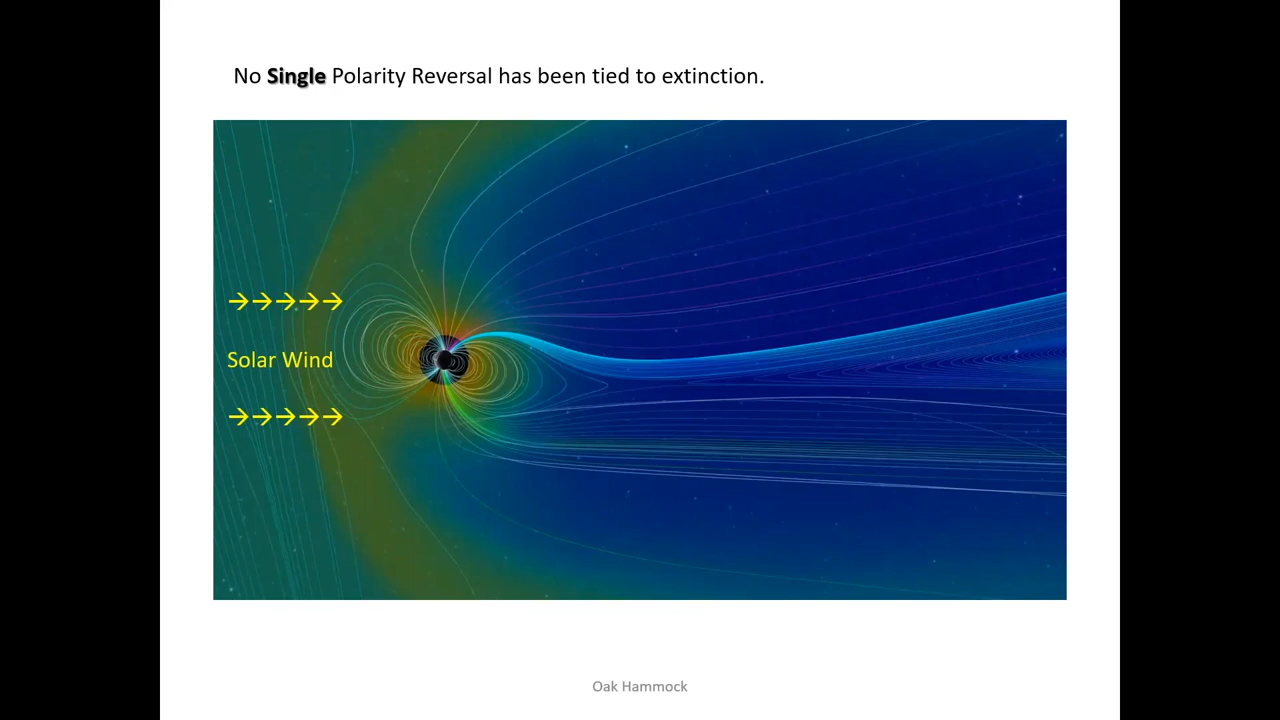 No Single Polarity Reversal has been tied to extinction.
→→→→→
Solar Wind
→→→→→
Oak Hammock